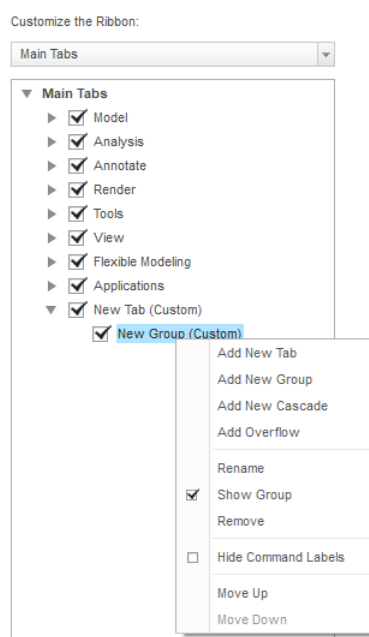 Customize the Ribbon:
Main Tabs
Main Tabs
Model
Analysis
Annotate
Render
Tools
View
Flexible Modeling
Applications
New Tab (Custom)
New Group (Custom)
Add New Tab
Add New Group
Add New Cascade
Add Overflow
Rename
Show Group
Remove
Hide Command Labels
Move Up
Move Down